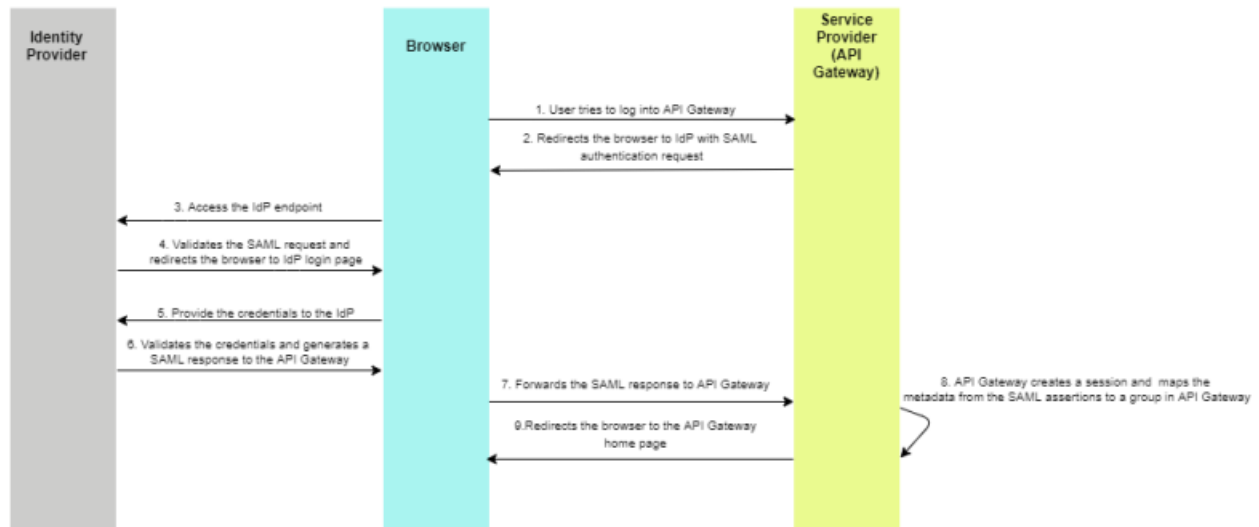 Identity
Provider
Browser
Service
Provider
(API
Gateway)
1. User tries to log into API Gateway
2. Redirects the browser to IdP with SAML
authentication request
3. Access the IdP endpoint
4. Validates the SAML request and
redirects the browser to IdP login page
5. Provide the credentials to the IdP
6. Validates the credentials and generates a
SAML response to the API Gateway
7. Forwards the SAML response to API Gateway
8. API Gateway creates a session and maps the
metadata from the SAML assertions to a group in API Gateway
9.Redirects the browser to the API Gateway
home page